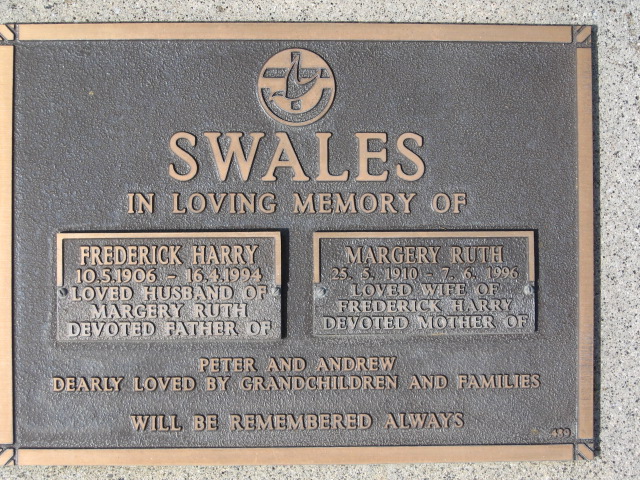 SWALES
IN LOVING MEMORY OF
FREDERICK HARRY
10.5.1906 - 16.4.1994
LOVED HUSBAND OF
MARGERY RUTH
DEVOTED FATHER OF
MARGERY RUTH
25. 5. 1910 - 7. 6. 1996
LOVED WIFE OF
FREDERICK HARRY
DEVOTED MOTHER OF
PETER AND ANDREW
DEARLY LOVED BY GRANDCHILDREN AND FAMILIES
WILL BE REMEMBERED ALWAYS
439